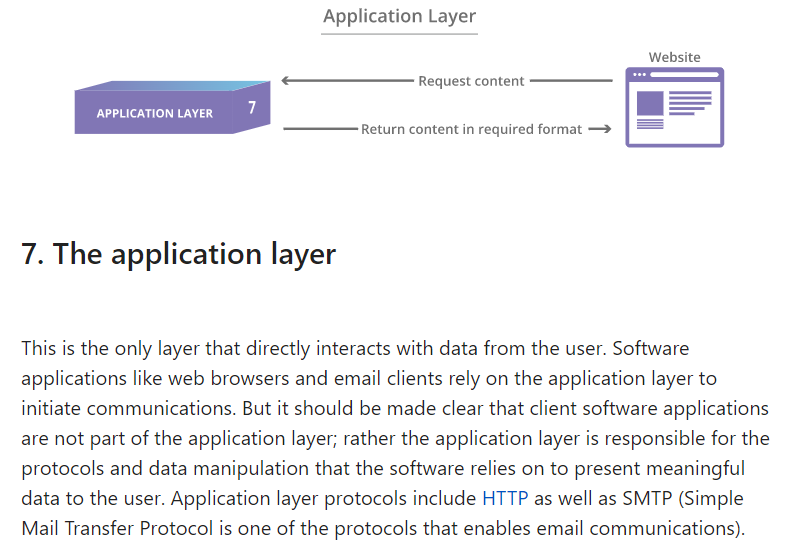 Application Layer
Website
Request content
APPLICATION LAYER 7
Return content in required format
7. The application layer
This is the only layer that directly interacts with data from the user. Software
applications like web browsers and email clients rely on the application layer to
initiate communications. But it should be made clear that client software applications
are not part of the application layer; rather the application layer is responsible for the
protocols and data manipulation that the software relies on to present meaningful
data to the user. Application layer protocols include HTTP as well as SMTP (Simple
Mail Transfer Protocol is one of the protocols that enables email communications).